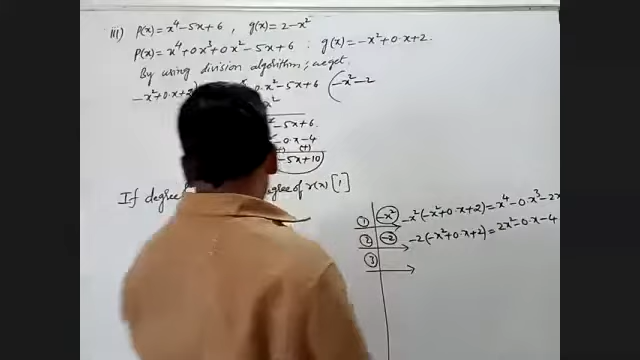 iii) P(x) = x⁴ - 5x + 6 , g(x) = 2 - x²
P(x) = x⁴ + 0x³ + 0x² - 5x + 6 : g(x) = -x² + 0·x + 2.
By using division algorithm, we get
-x² + 0·x + 2) 0·x² - 5x + 6 (-x² - 2
x²
- 5x + 6
- 0·x - 4
(+)
- 5x + 10
If degree of r(x) [1]
① -x² -x²(-x² + 0·x + 2) = x⁴ - 0·x³ - 2x
② -2 -2(-x² + 0·x + 2) = 2x² - 0·x - 4
③